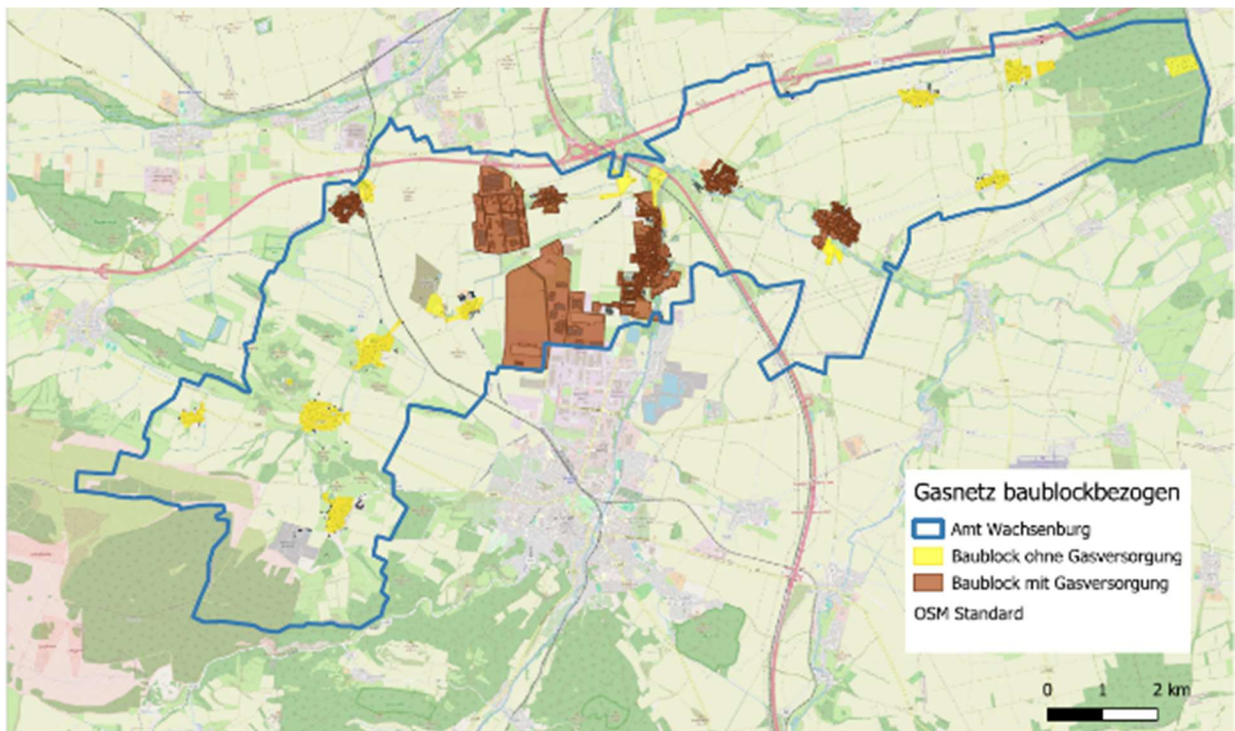 Gasnetz baublockbezogen
Amt Wachsenburg
Baublock ohne Gasversorgung
Baublock mit Gasversorgung
OSM Standard
0 1 2 km